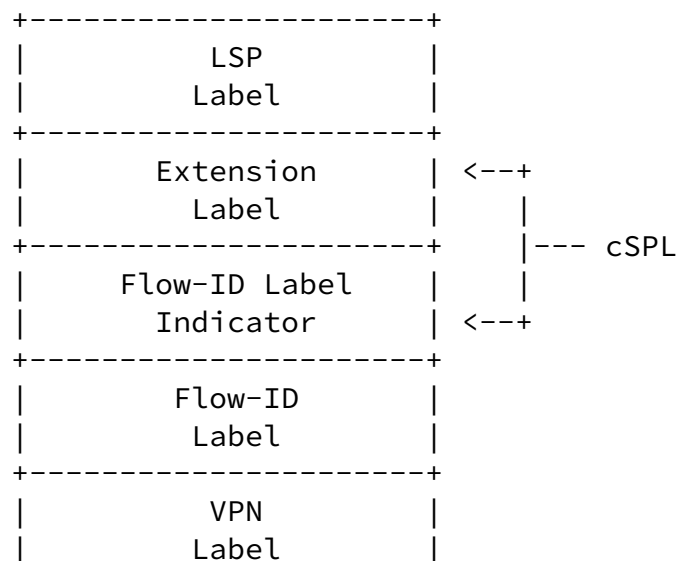 LSP
Label
Extension <--+
Label |
|--- cSPL
Flow-ID Label |
Indicator <--+
Flow-ID
Label
VPN
Label